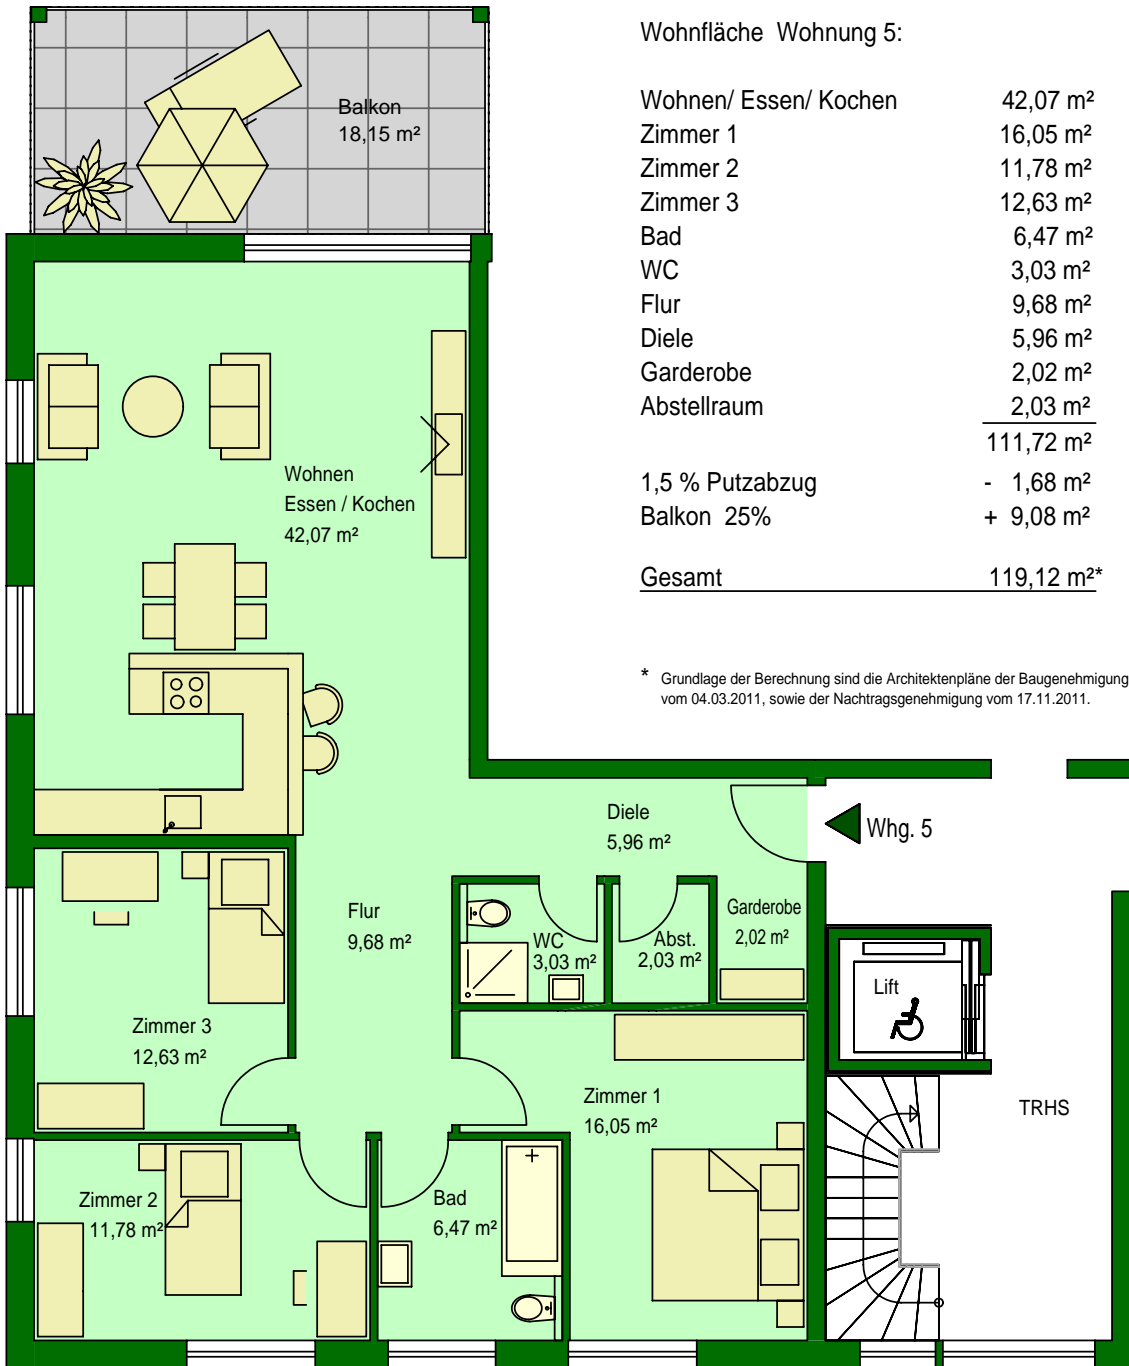 Wohnfläche Wohnung 5:
Wohnen/ Essen/ Kochen 42,07 m²
Zimmer 1 16,05 m²
Zimmer 2 11,78 m²
Zimmer 3 12,63 m²
Bad 6,47 m²
WC 3,03 m²
Flur 9,68 m²
Diele 5,96 m²
Garderobe 2,02 m²
Abstellraum 2,03 m²
111,72 m²
1,5 % Putzabzug - 1,68 m²
Balkon 25% + 9,08 m²
Gesamt 119,12 m²*
* Grundlage der Berechnung sind die Architektenpläne der Baugenehmigung
vom 04.03.2011, sowie der Nachtragsgenehmigung vom 17.11.2011.
Balkon
18,15 m²
Wohnen
Essen / Kochen
42,07 m²
Diele
5,96 m²
Whg. 5
Flur
9,68 m²
WC
3,03 m²
Abst.
2,03 m²
Garderobe
2,02 m²
Lift
Zimmer 3
12,63 m²
Zimmer 1
16,05 m²
TRHS
Zimmer 2
11,78 m²
Bad
6,47 m²